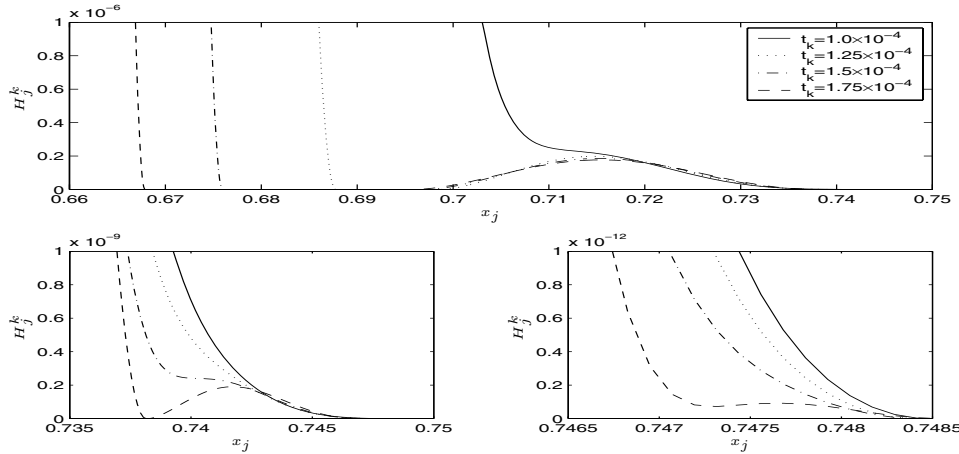 x 10⁻⁶
1
0.8
0.6
0.4
0.2
0
H_j^k
0.66 0.67 0.68 0.69 0.7 0.71 0.72 0.73 0.74 0.75
x_j
t_k=1.0×10⁻⁴
t_k=1.25×10⁻⁴
t_k=1.5×10⁻⁴
t_k=1.75×10⁻⁴
x 10⁻⁹
1
0.8
0.6
0.4
0.2
0
H_j^k
0.735 0.74 0.745 0.75
x_j
x 10⁻¹²
1
0.8
0.6
0.4
0.2
0
H_j^k
0.7465 0.747 0.7475 0.748 0.7485
x_j